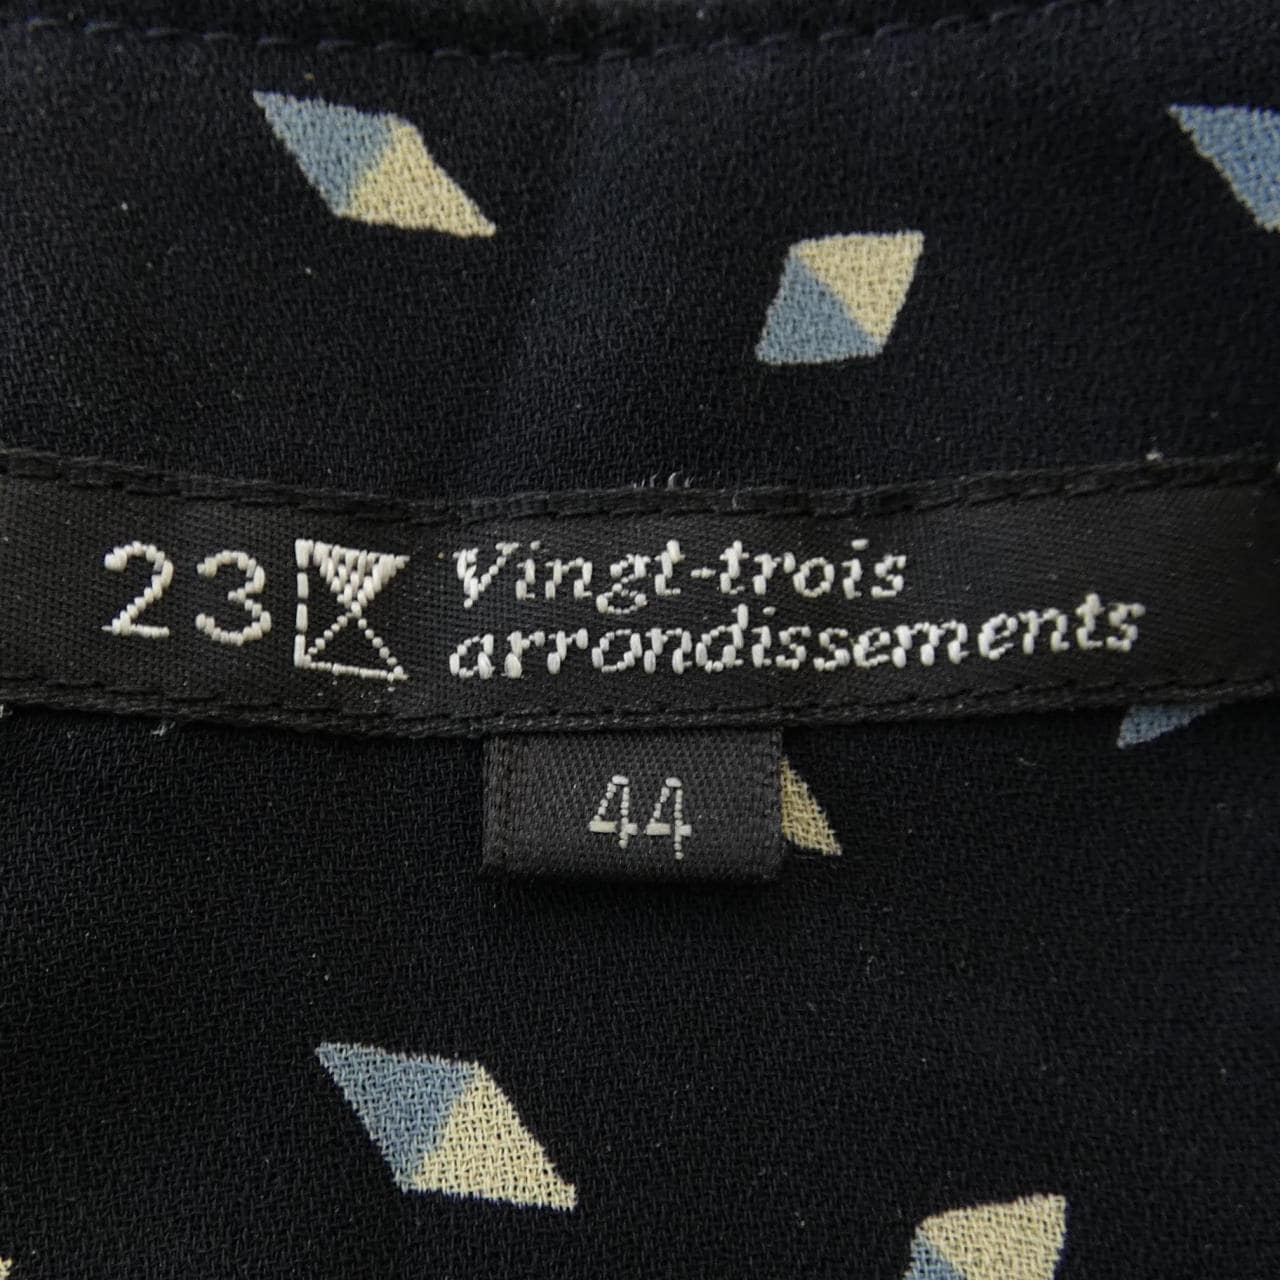 23 Vingt-trois
arrondissements
44